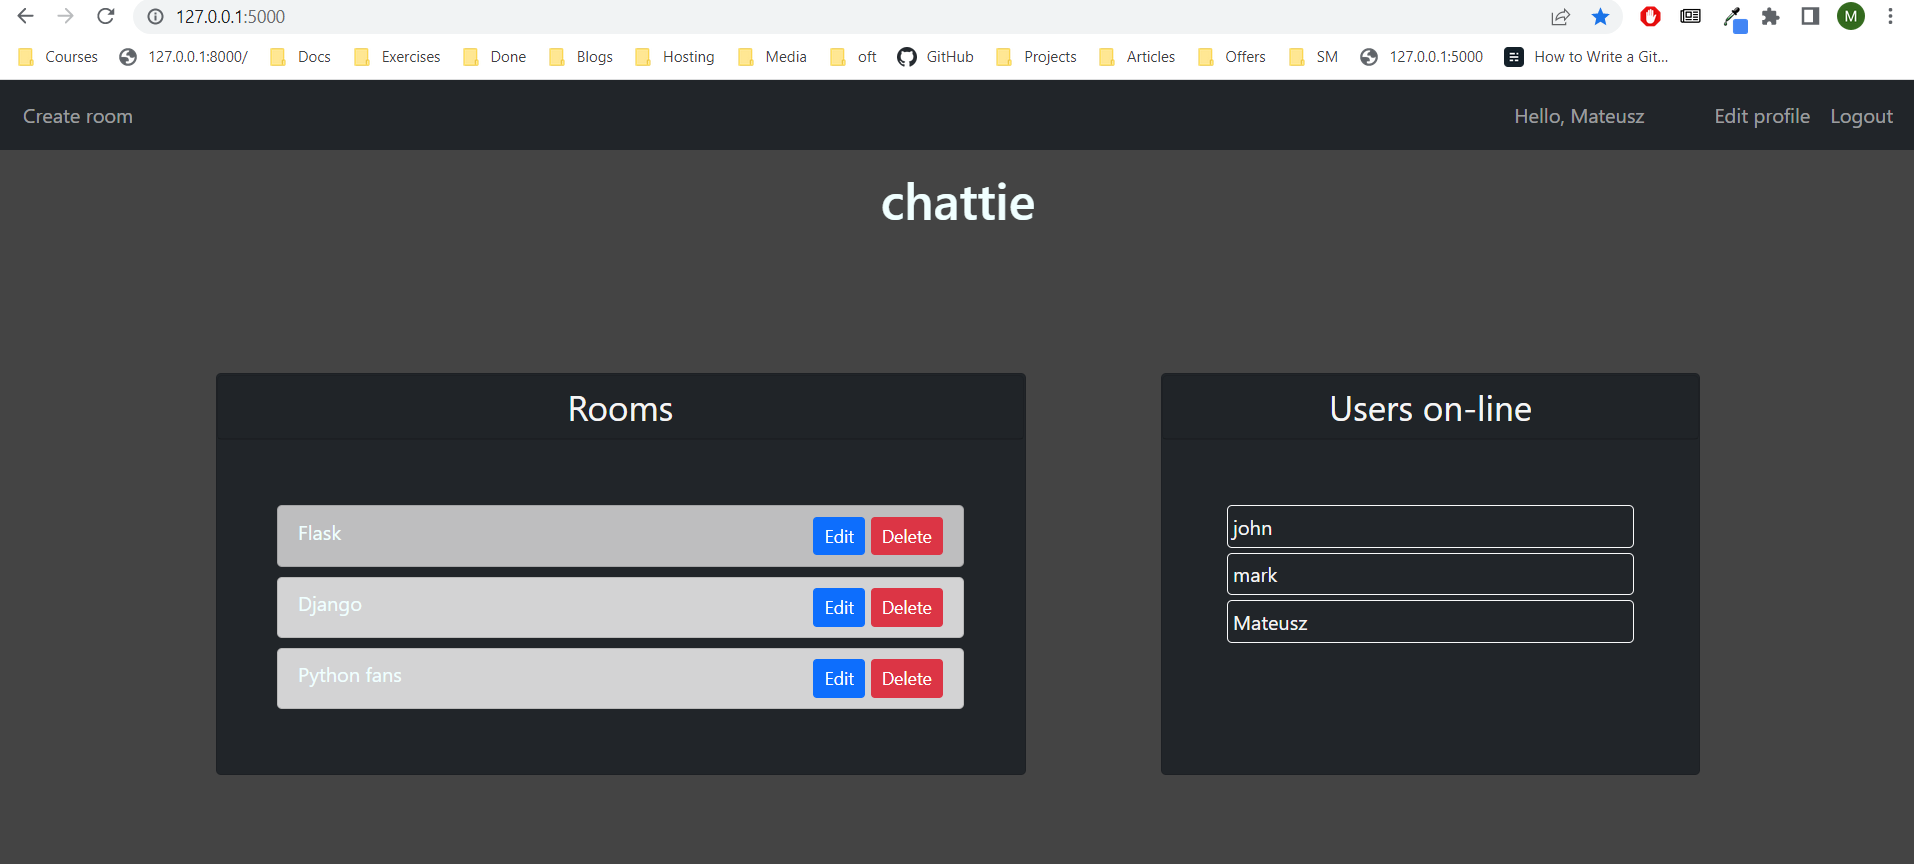 127.0.0.1:5000
M
Courses 127.0.0.1:8000/ Docs Exercises Done Blogs Hosting Media oft GitHub Projects Articles Offers SM 127.0.0.1:5000 How to Write a Git...
Create room Hello, Mateusz Edit profile Logout
chattie
Rooms
Flask Edit Delete
Django Edit Delete
Python fans Edit Delete
Users on-line
john
mark
Mateusz